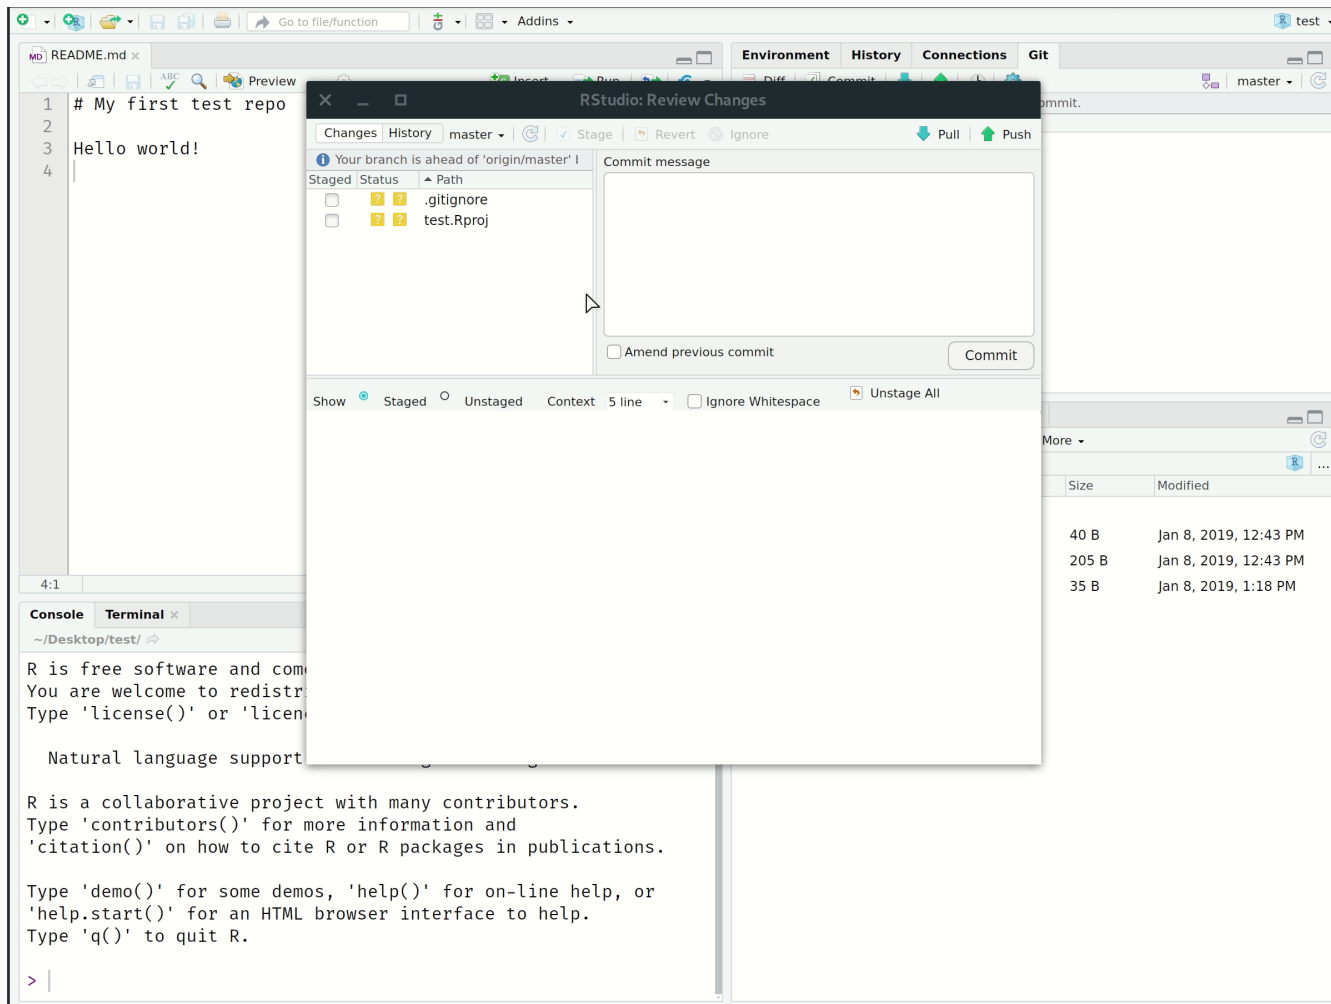 Go to file/function
Addins
test
README.md
Environment History Connections Git
ABC
Preview
master
1 # My first test repo
2
3 Hello world!
4
RStudio: Review Changes
Changes History master Stage Revert Ignore Pull Push
Your branch is ahead of 'origin/master'
Commit message
Staged Status Path
.gitignore
test.Rproj
Amend previous commit
Commit
Show Staged Unstaged Context 5 line Ignore Whitespace Unstage All
ommit.
More
Size Modified
40 B Jan 8, 2019, 12:43 PM
205 B Jan 8, 2019, 12:43 PM
35 B Jan 8, 2019, 1:18 PM
4:1
Console Terminal
~/Desktop/test/
R is free software and com
You are welcome to redistr
Type 'license()' or 'licen
Natural language support
R is a collaborative project with many contributors.
Type 'contributors()' for more information and
'citation()' on how to cite R or R packages in publications.
Type 'demo()' for some demos, 'help()' for on-line help, or
'help.start()' for an HTML browser interface to help.
Type 'q()' to quit R.
>